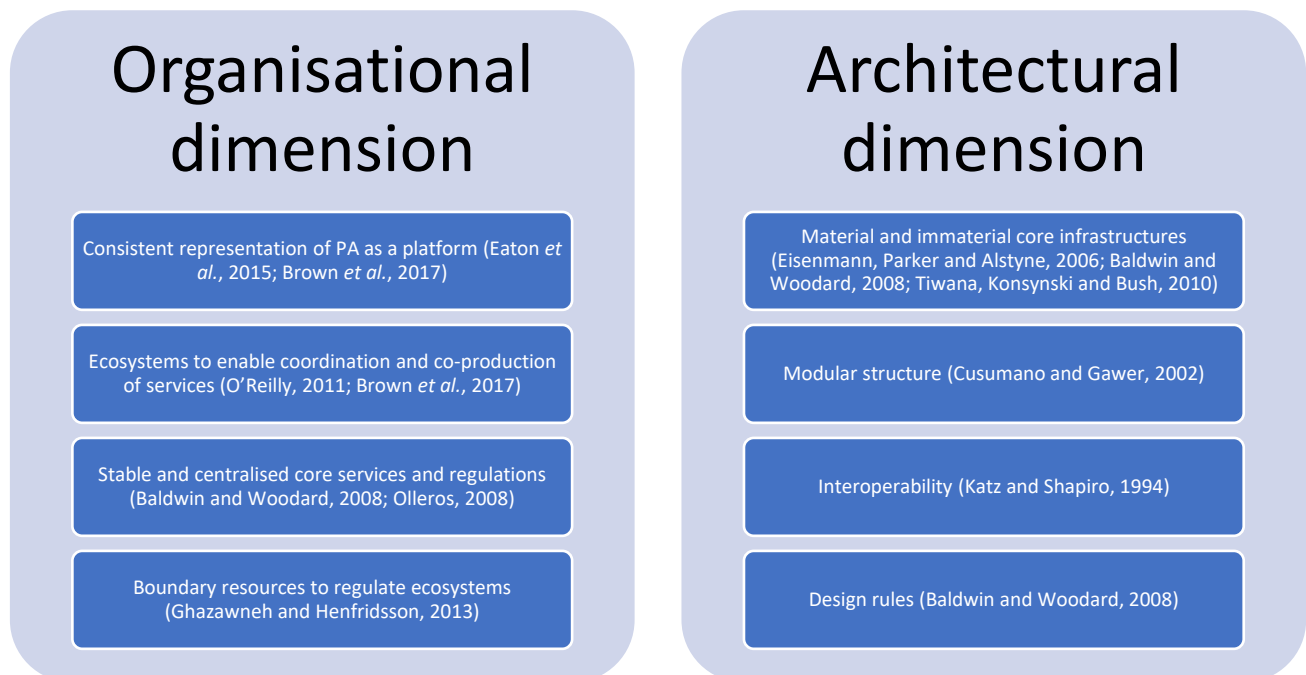 Organisational
dimension
Consistent representation of PA as a platform (Eaton et
al., 2015; Brown et al., 2017)
Ecosystems to enable coordination and co-production
of services (O’Reilly, 2011; Brown et al., 2017)
Stable and centralised core services and regulations
(Baldwin and Woodard, 2008; Olleros, 2008)
Boundary resources to regulate ecosystems
(Ghazawneh and Henfridsson, 2013)
Architectural
dimension
Material and immaterial core infrastructures
(Eisenmann, Parker and Alstyne, 2006; Baldwin and
Woodard, 2008; Tiwana, Konsynski and Bush, 2010)
Modular structure (Cusumano and Gawer, 2002)
Interoperability (Katz and Shapiro, 1994)
Design rules (Baldwin and Woodard, 2008)